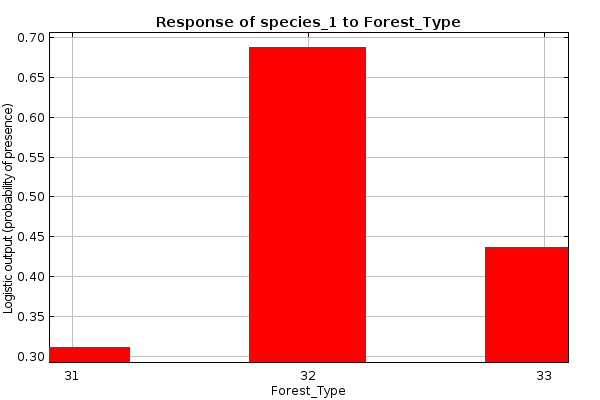 Response of species_1 to Forest_Type
Logistic output (probability of presence)
0.70
0.65
0.60
0.55
0.50
0.45
0.40
0.35
0.30
31 32 33
Forest_Type